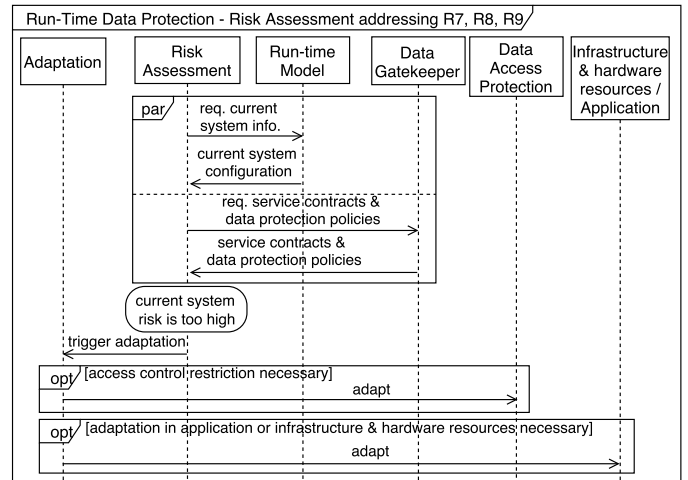 Run-Time Data Protection - Risk Assessment addressing R7, R8, R9
Adaptation
Risk
Assessment
Run-time
Model
Data
Gatekeeper
Data
Access
Protection
Infrastructure
& hardware
resources /
Application
par
req. current
system info.
current system
configuration
req. service contracts &
data protection policies
service contracts &
data protection policies
current system
risk is too high
trigger adaptation
opt
[access control restriction necessary]
adapt
opt
[adaptation in application or infrastructure & hardware resources necessary]
adapt